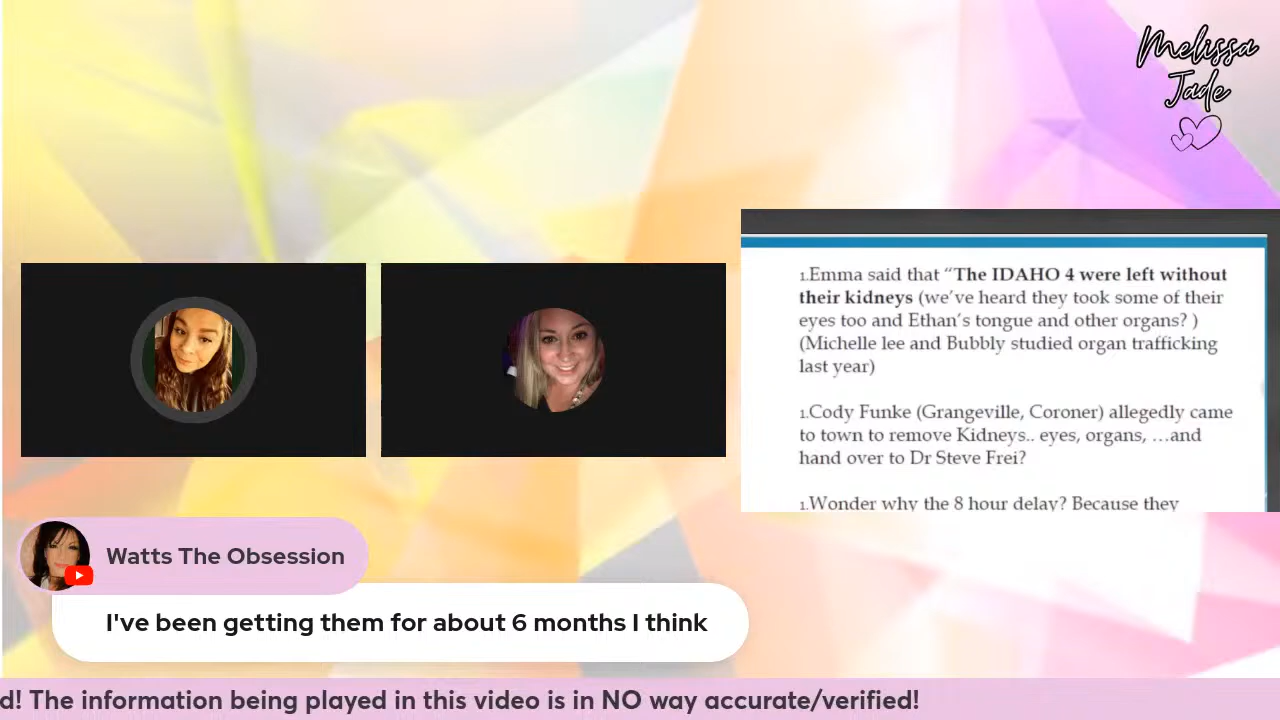 Melissa
Jade
1.Emma said that “The IDAHO 4 were left without
their kidneys (we’ve heard they took some of their
eyes too and Ethan’s tongue and other organs? )
(Michelle lee and Bubbly studied organ trafficking
last year)
1.Cody Funke (Grangeville, Coroner) allegedly came
to town to remove Kidneys.. eyes, organs, …and
hand over to Dr Steve Frei?
1.Wonder why the 8 hour delay? Because they
Watts The Obsession
I've been getting them for about 6 months I think
d! The information being played in this video is in NO way accurate/verified!